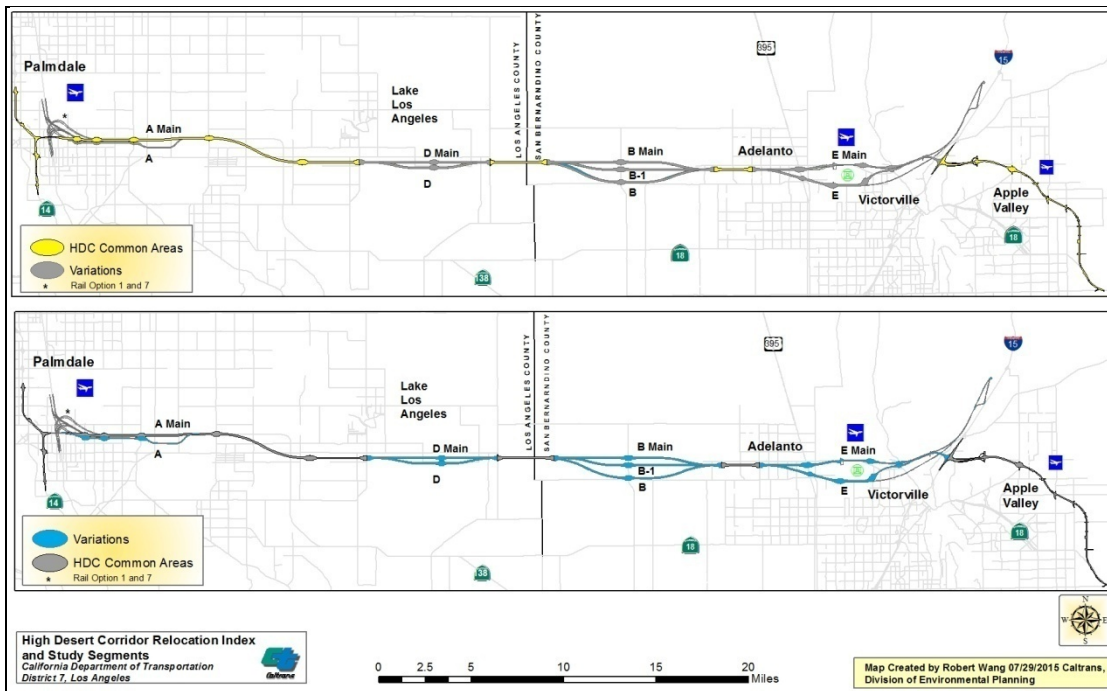 395
15
Palmdale
Lake
Los
Angeles
LOS ANGELES COUNTY
SAN BERNARNDINO COUNTY
*
A Main
A
D Main
D
B Main
B-1
B
Adelanto
E Main
E
Victorville
Apple
Valley
14
18
18
138
HDC Common Areas
Variations
* Rail Option 1 and 7
395
15
Palmdale
Lake
Los
Angeles
LOS ANGELES COUNTY
SAN BERNARNDINO COUNTY
*
A Main
A
D Main
D
B Main
B-1
B
Adelanto
E Main
E
Victorville
Apple
Valley
14
18
18
138
Variations
HDC Common Areas
* Rail Option 1 and 7
N
W E
S
High Desert Corridor Relocation Index
and Study Segments
California Department of Transportation
District 7, Los Angeles
Caltrans
0 2.5 5 10 15 20
Miles
Map Created by Robert Wang 07/29/2015 Caltrans,
Division of Environmental Planning